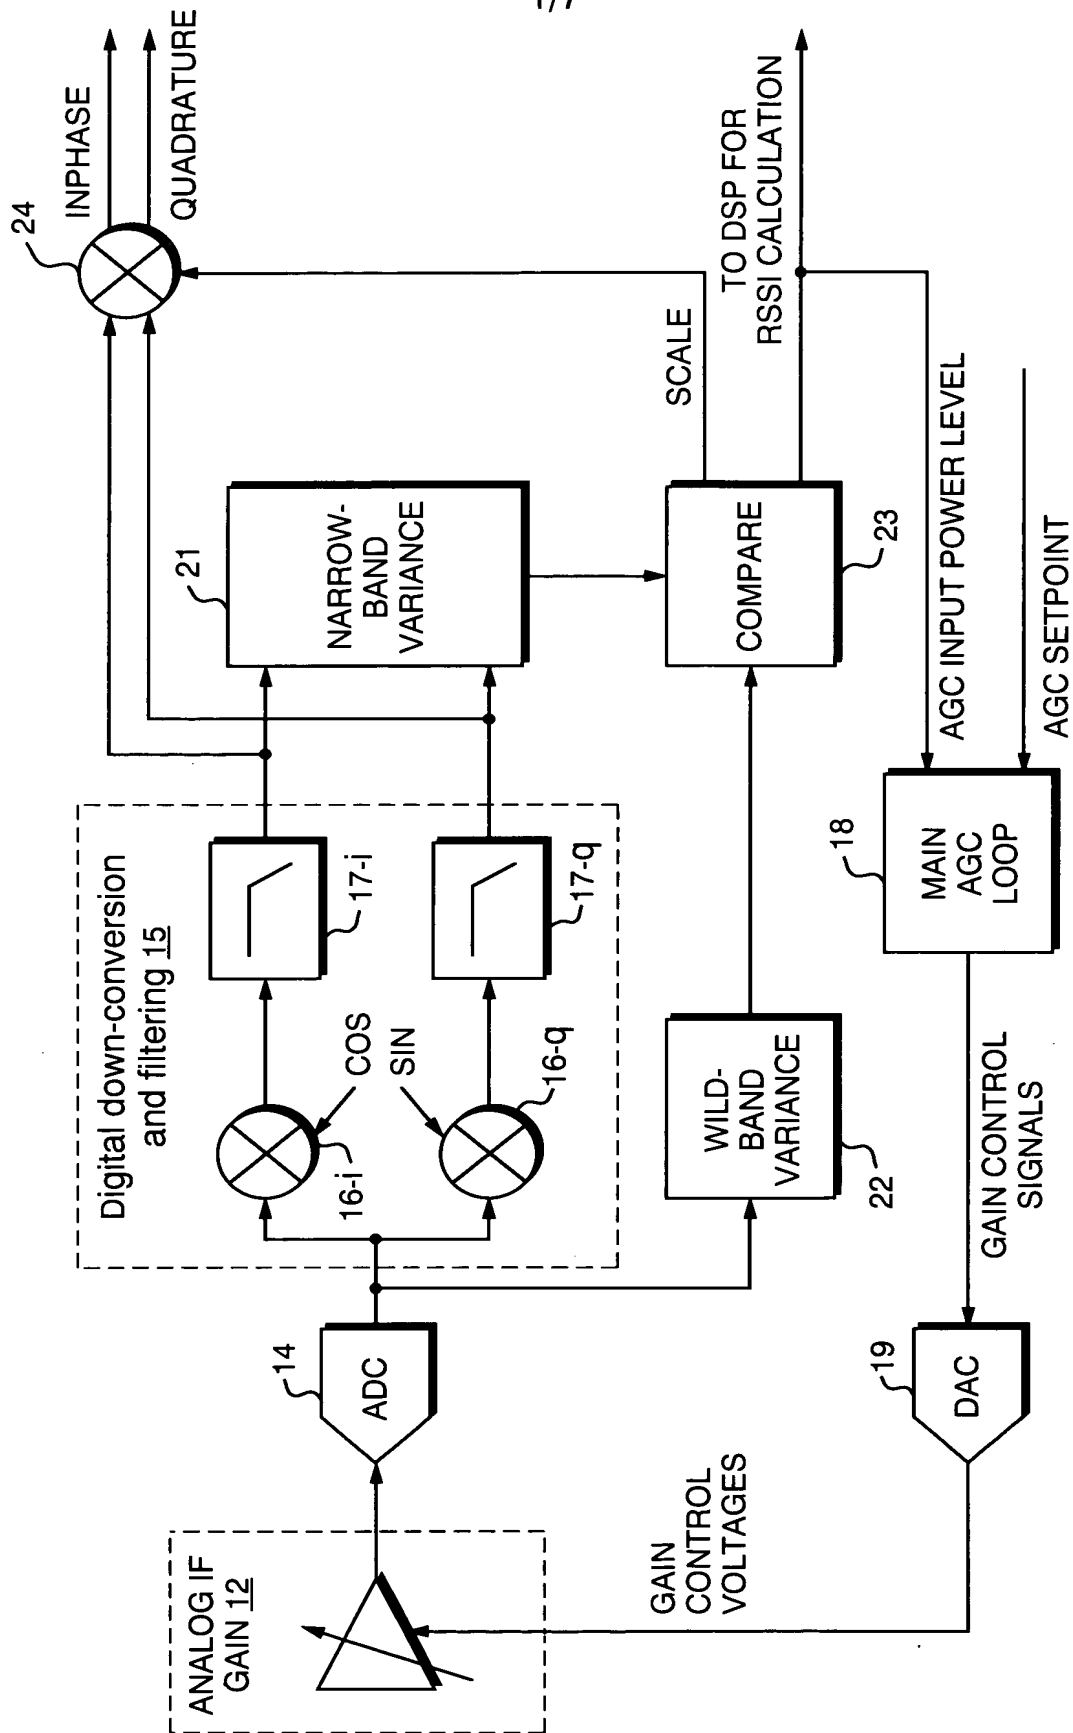 1/7
24
INPHASE
QUADRATURE
21
NARROW-
BAND
VARIANCE
SCALE
TO DSP FOR
RSSI CALCULATION
Digital down-conversion
and filtering 15
17-i
17-q
COS
SIN
16-i
16-q
COMPARE
23
AGC INPUT POWER LEVEL
AGC SETPOINT
18
MAIN
AGC
LOOP
WILD-
BAND
VARIANCE
22
GAIN CONTROL
SIGNALS
14
ADC
19
DAC
ANALOG IF
GAIN 12
GAIN
CONTROL
VOLTAGES